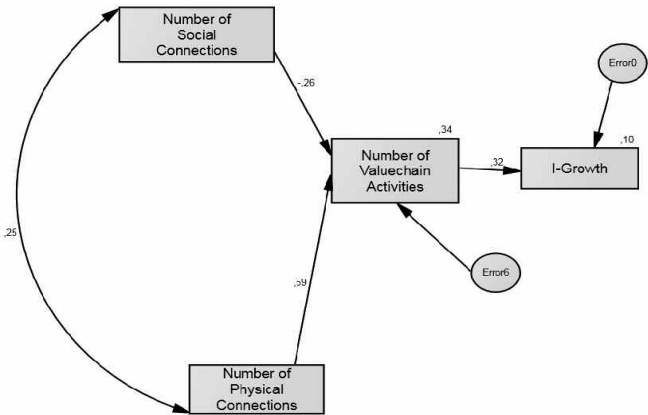 Number of
Social
Connections
Error0
-,26
,34
,10
Number of
Valuechain
Activities
,32
I-Growth
,25
Error6
,59
Number of
Physical
Connections